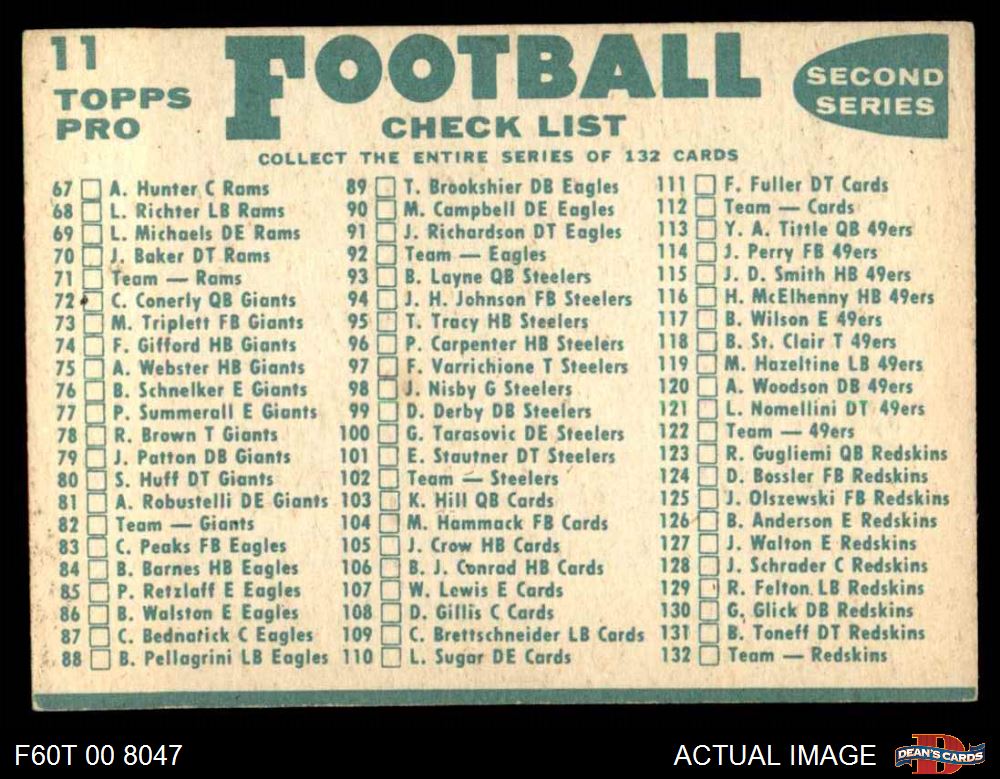 11
TOPPS
PRO
FOOTBALL
CHECK LIST
SECOND
SERIES
COLLECT THE ENTIRE SERIES OF 132 CARDS
67 A. Hunter C Rams
68 L. Richter LB Rams
69 L. Michaels DE Rams
70 J. Baker DT Rams
71 Team — Rams
72 C. Conerly QB Giants
73 M. Triplett FB Giants
74 F. Gifford HB Giants
75 A. Webster HB Giants
76 B. Schnelker E Giants
77 P. Summerall E Giants
78 R. Brown T Giants
79 J. Patton DB Giants
80 S. Huff DT Giants
81 A. Robustelli DE Giants
82 Team — Giants
83 C. Peaks FB Eagles
84 B. Barnes HB Eagles
85 P. Retzlaff E Eagles
86 B. Walston E Eagles
87 C. Bednarick C Eagles
88 B. Pellagrini LB Eagles
89 T. Brookshier DB Eagles
90 M. Campbell DE Eagles
91 J. Richardson DT Eagles
92 Team — Eagles
93 B. Layne QB Steelers
94 J. H. Johnson FB Steelers
95 T. Tracy HB Steelers
96 P. Carpenter HB Steelers
97 F. Varrichione T Steelers
98 J. Nisby G Steelers
99 D. Derby DB Steelers
100 G. Tarasovic DE Steelers
101 E. Stautner DT Steelers
102 Team — Steelers
103 K. Hill QB Cards
104 M. Hammack FB Cards
105 J. Crow HB Cards
106 B. J. Conrad HB Cards
107 W. Lewis E Cards
108 D. Gillis C Cards
109 C. Brettschneider LB Cards
110 L. Sugar DE Cards
111 F. Fuller DT Cards
112 Team — Cards
113 Y. A. Tittle QB 49ers
114 J. Perry FB 49ers
115 J. D. Smith HB 49ers
116 H. McElhenny HB 49ers
117 B. Wilson E 49ers
118 B. St. Clair T 49ers
119 M. Hazeltine LB 49ers
120 A. Woodson DB 49ers
121 L. Nomellini DT 49ers
122 Team — 49ers
123 R. Gugliemi QB Redskins
124 D. Bossler FB Redskins
125 J. Olszewski FB Redskins
126 B. Anderson E Redskins
127 J. Walton E Redskins
128 J. Schrader C Redskins
129 R. Felton LB Redskins
130 G. Glick DB Redskins
131 B. Toneff DT Redskins
132 Team — Redskins
F60T 00 8047
ACTUAL IMAGE
D
DEAN'S CARDS